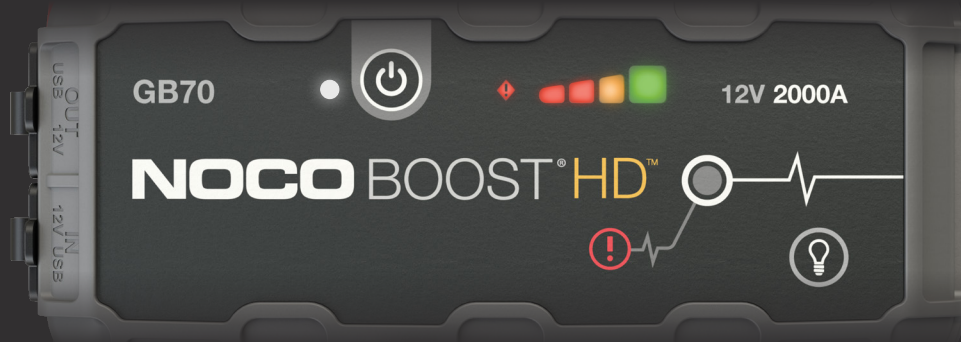 GB70
12V 2000A
NOCO BOOST® HD™
OUT
USB 12V
IN
12V USB